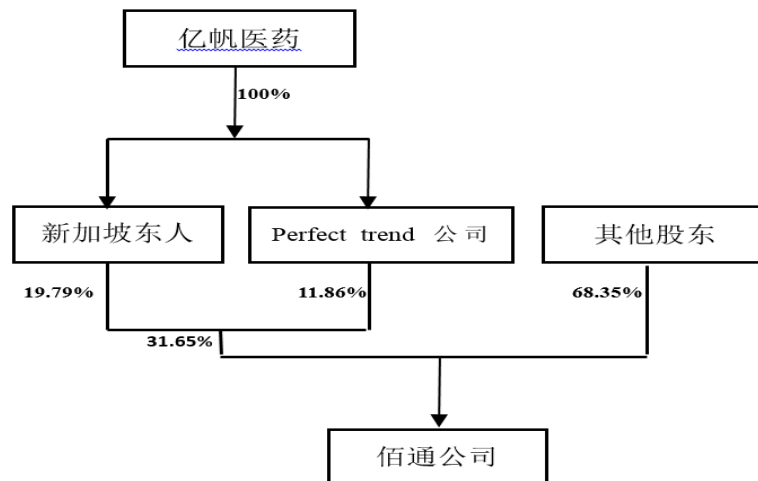 亿帆医药
100%
新加坡东人
Perfect trend 公司
其他股东
19.79%
11.86%
68.35%
31.65%
佰通公司